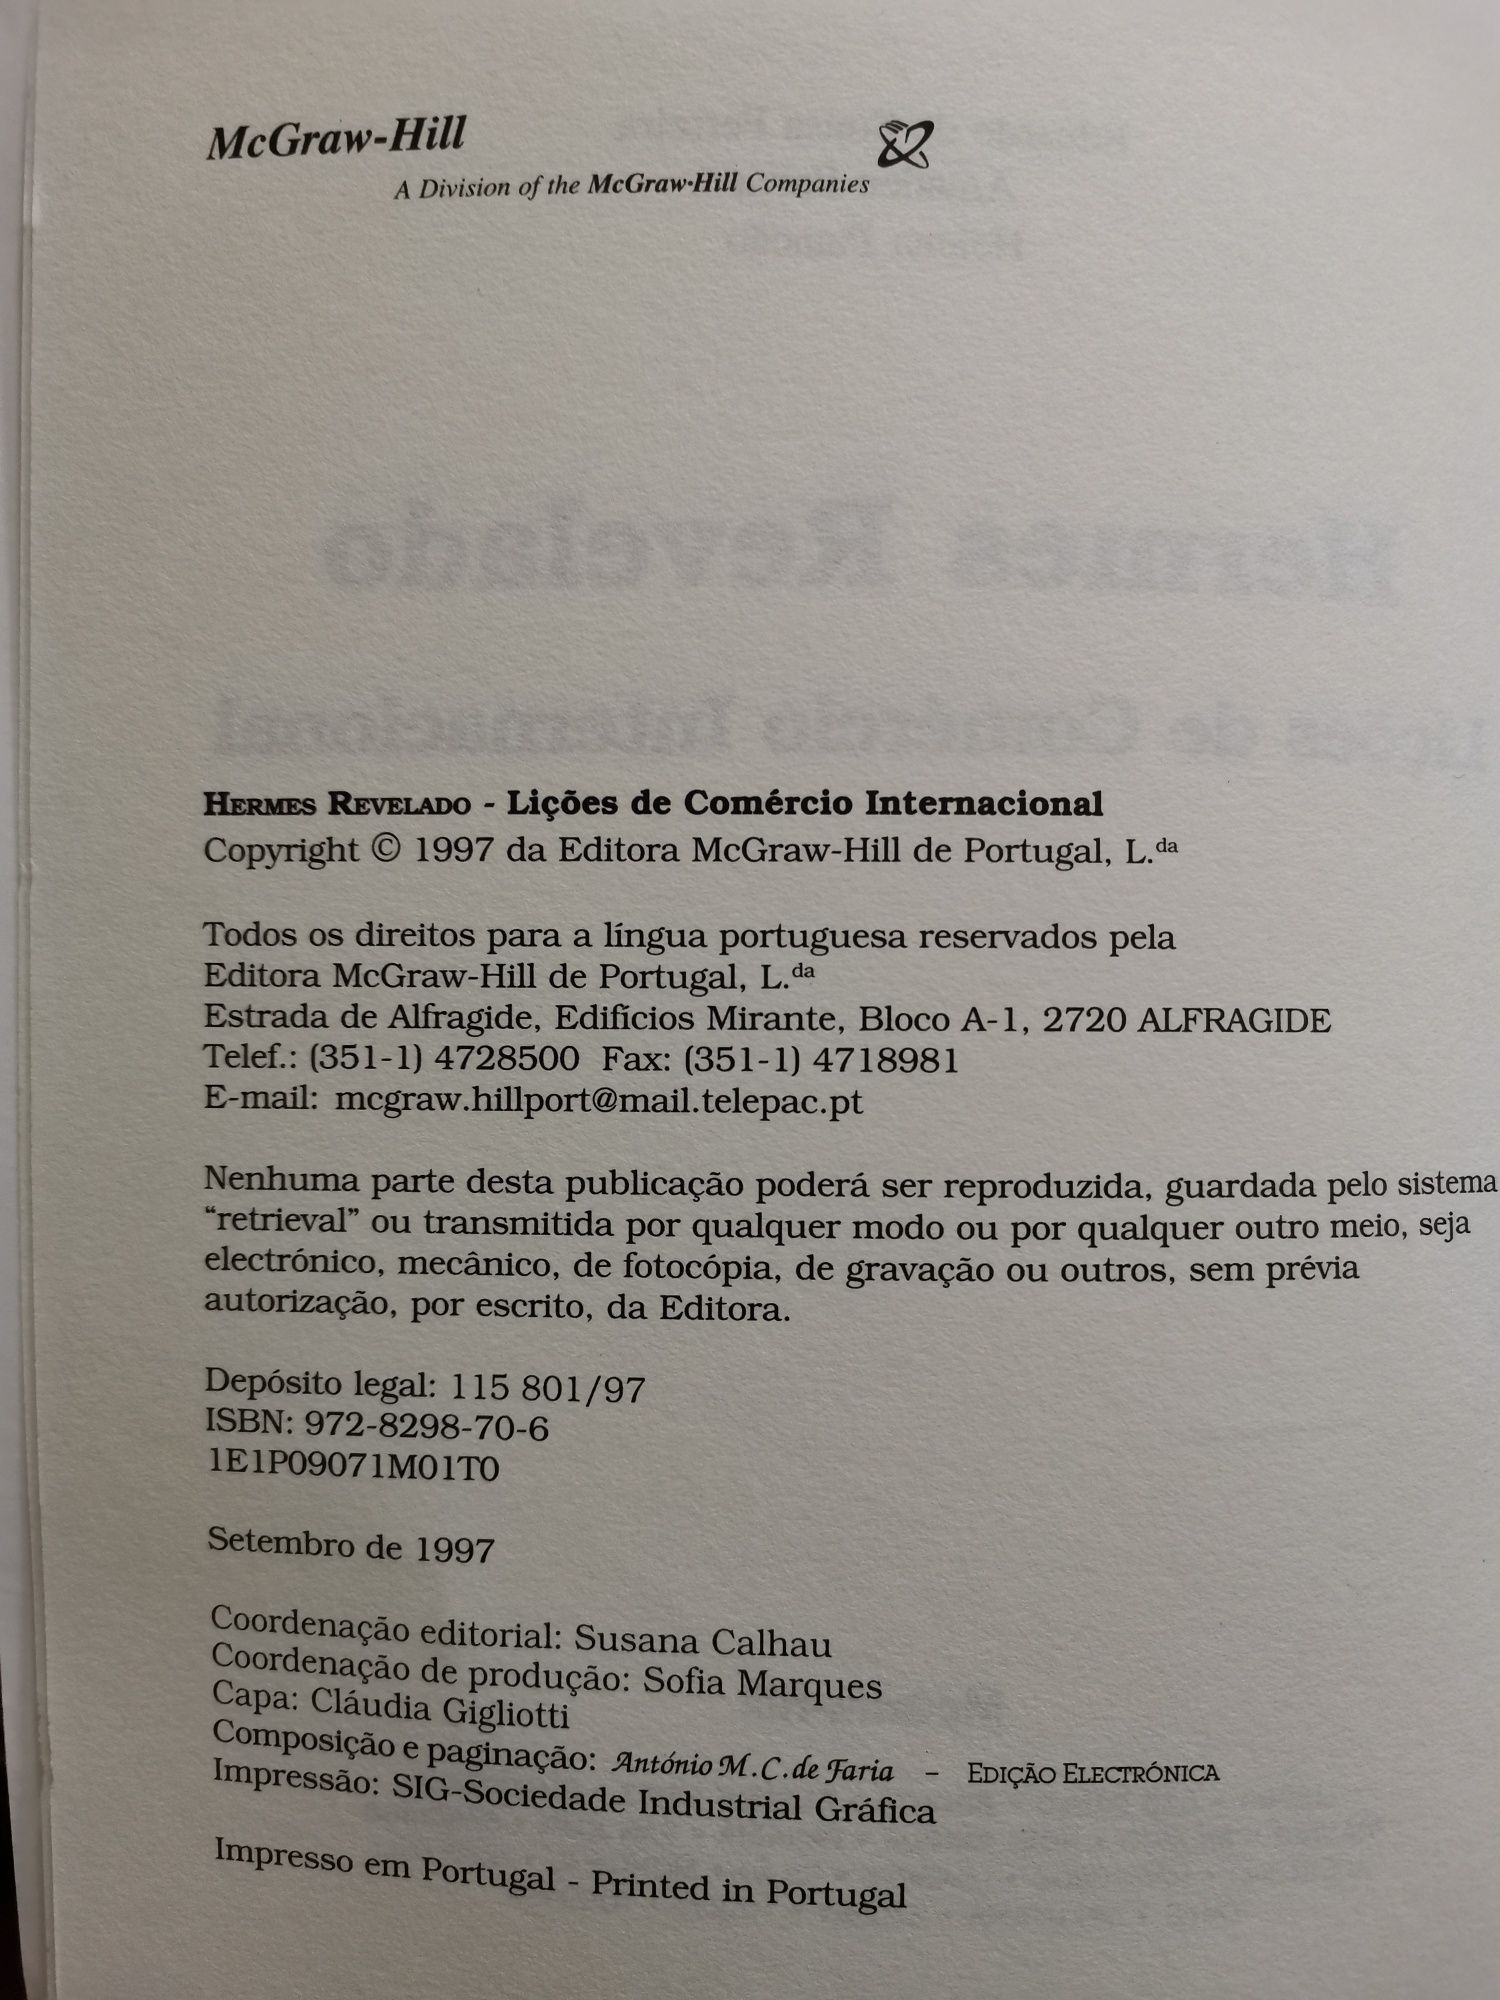 McGraw-Hill
A Division of the McGraw·Hill Companies
HERMES REVELADO - Lições de Comércio Internacional
Copyright © 1997 da Editora McGraw-Hill de Portugal, L.da
Todos os direitos para a língua portuguesa reservados pela
Editora McGraw-Hill de Portugal, L.da
Estrada de Alfragide, Edifícios Mirante, Bloco A-1, 2720 ALFRAGIDE
Telef.: (351-1) 4728500 Fax: (351-1) 4718981
E-mail: mcgraw.hillport@mail.telepac.pt
Nenhuma parte desta publicação poderá ser reproduzida, guardada pelo sistema
“retrieval” ou transmitida por qualquer modo ou por qualquer outro meio, seja
electrónico, mecânico, de fotocópia, de gravação ou outros, sem prévia
autorização, por escrito, da Editora.
Depósito legal: 115 801/97
ISBN: 972-8298-70-6
1E1P09071M01T0
Setembro de 1997
Coordenação editorial: Susana Calhau
Coordenação de produção: Sofia Marques
Capa: Cláudia Gigliotti
Composição e paginação: António M.C.de Faria – EDIÇÃO ELECTRÓNICA
Impressão: SIG-Sociedade Industrial Gráfica
Impresso em Portugal - Printed in Portugal